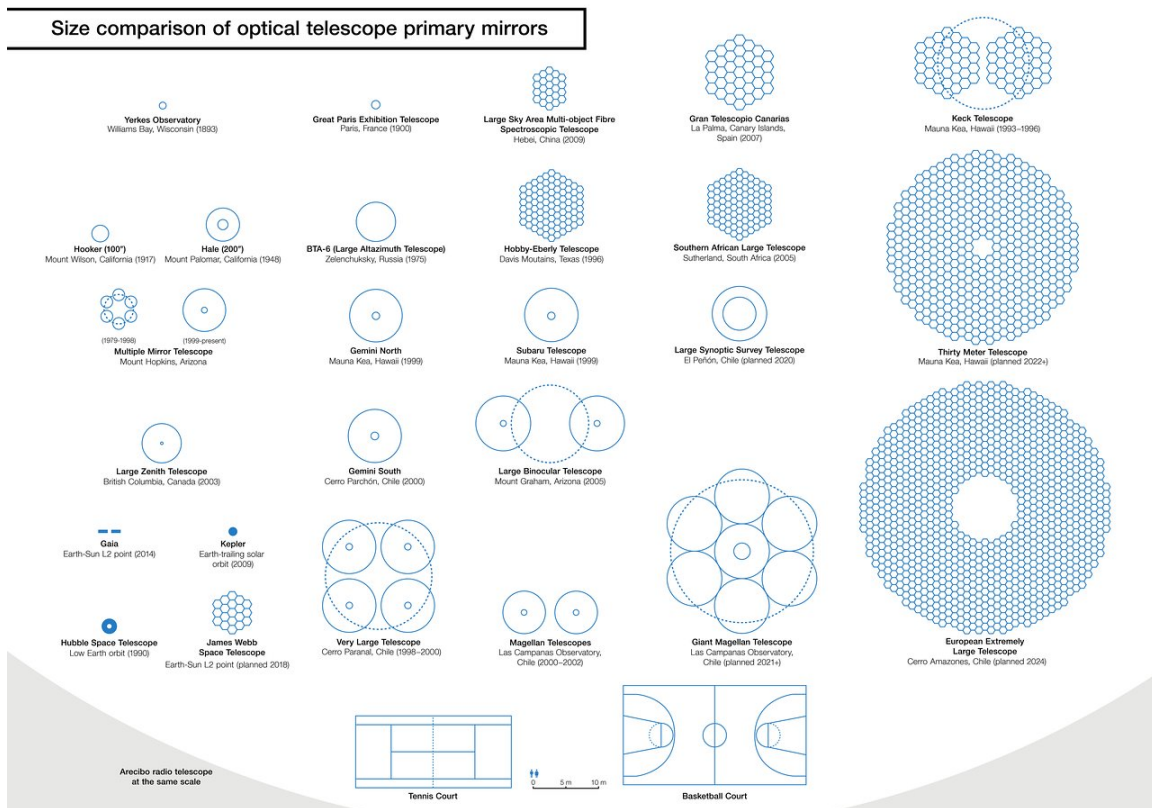 Size comparison of optical telescope primary mirrors
Yerkes Observatory
Williams Bay, Wisconsin (1893)
Great Paris Exhibition Telescope
Paris, France (1900)
Large Sky Area Multi-object Fibre
Spectroscopic Telescope
Hebei, China (2009)
Gran Telescopio Canarias
La Palma, Canary Islands,
Spain (2007)
Keck Telescope
Mauna Kea, Hawaii (1993–1996)
Hooker (100")
Mount Wilson, California (1917)
Hale (200")
Mount Palomar, California (1948)
BTA-6 (Large Altazimuth Telescope)
Zelenchuksky, Russia (1975)
Hobby-Eberly Telescope
Davis Moutains, Texas (1996)
Southern African Large Telescope
Sutherland, South Africa (2005)
(1979-1998)
(1999-present)
Multiple Mirror Telescope
Mount Hopkins, Arizona
Gemini North
Mauna Kea, Hawaii (1999)
Subaru Telescope
Mauna Kea, Hawaii (1999)
Large Synoptic Survey Telescope
El Peñón, Chile (planned 2020)
Thirty Meter Telescope
Mauna Kea, Hawaii (planned 2022+)
Large Zenith Telescope
British Columbia, Canada (2003)
Gemini South
Cerro Parchón, Chile (2000)
Large Binocular Telescope
Mount Graham, Arizona (2005)
Gaia
Earth-Sun L2 point (2014)
Kepler
Earth-trailing solar
orbit (2009)
Hubble Space Telescope
Low Earth orbit (1990)
James Webb
Space Telescope
Earth-Sun L2 point (planned 2018)
Very Large Telescope
Cerro Paranal, Chile (1998–2000)
Magellan Telescopes
Las Campanas Observatory,
Chile (2000–2002)
Giant Magellan Telescope
Las Campanas Observatory,
Chile (planned 2021+)
European Extremely
Large Telescope
Cerro Amazones, Chile (planned 2024)
Arecibo radio telescope
at the same scale
Tennis Court
0 5 m 10 m
Basketball Court